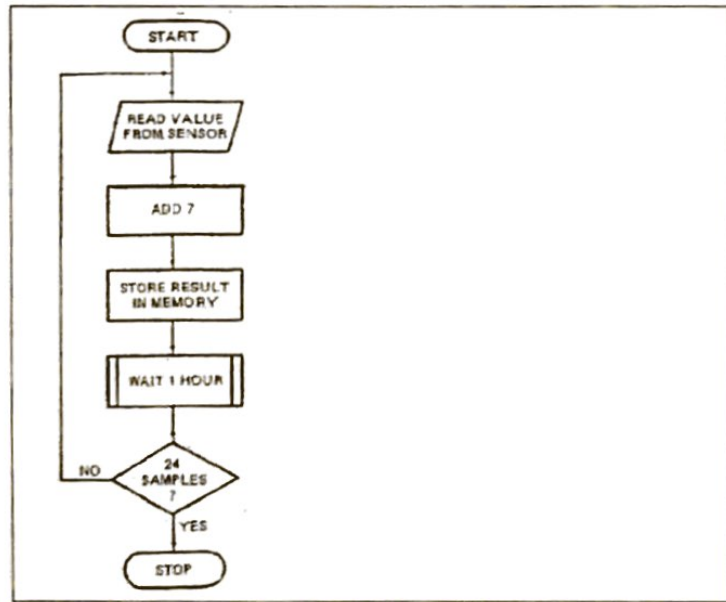 START
READ VALUE
FROM SENSOR
ADD 7
STORE RESULT
IN MEMORY
WAIT 1 HOUR
24
SAMPLES
?
NO
YES
STOP